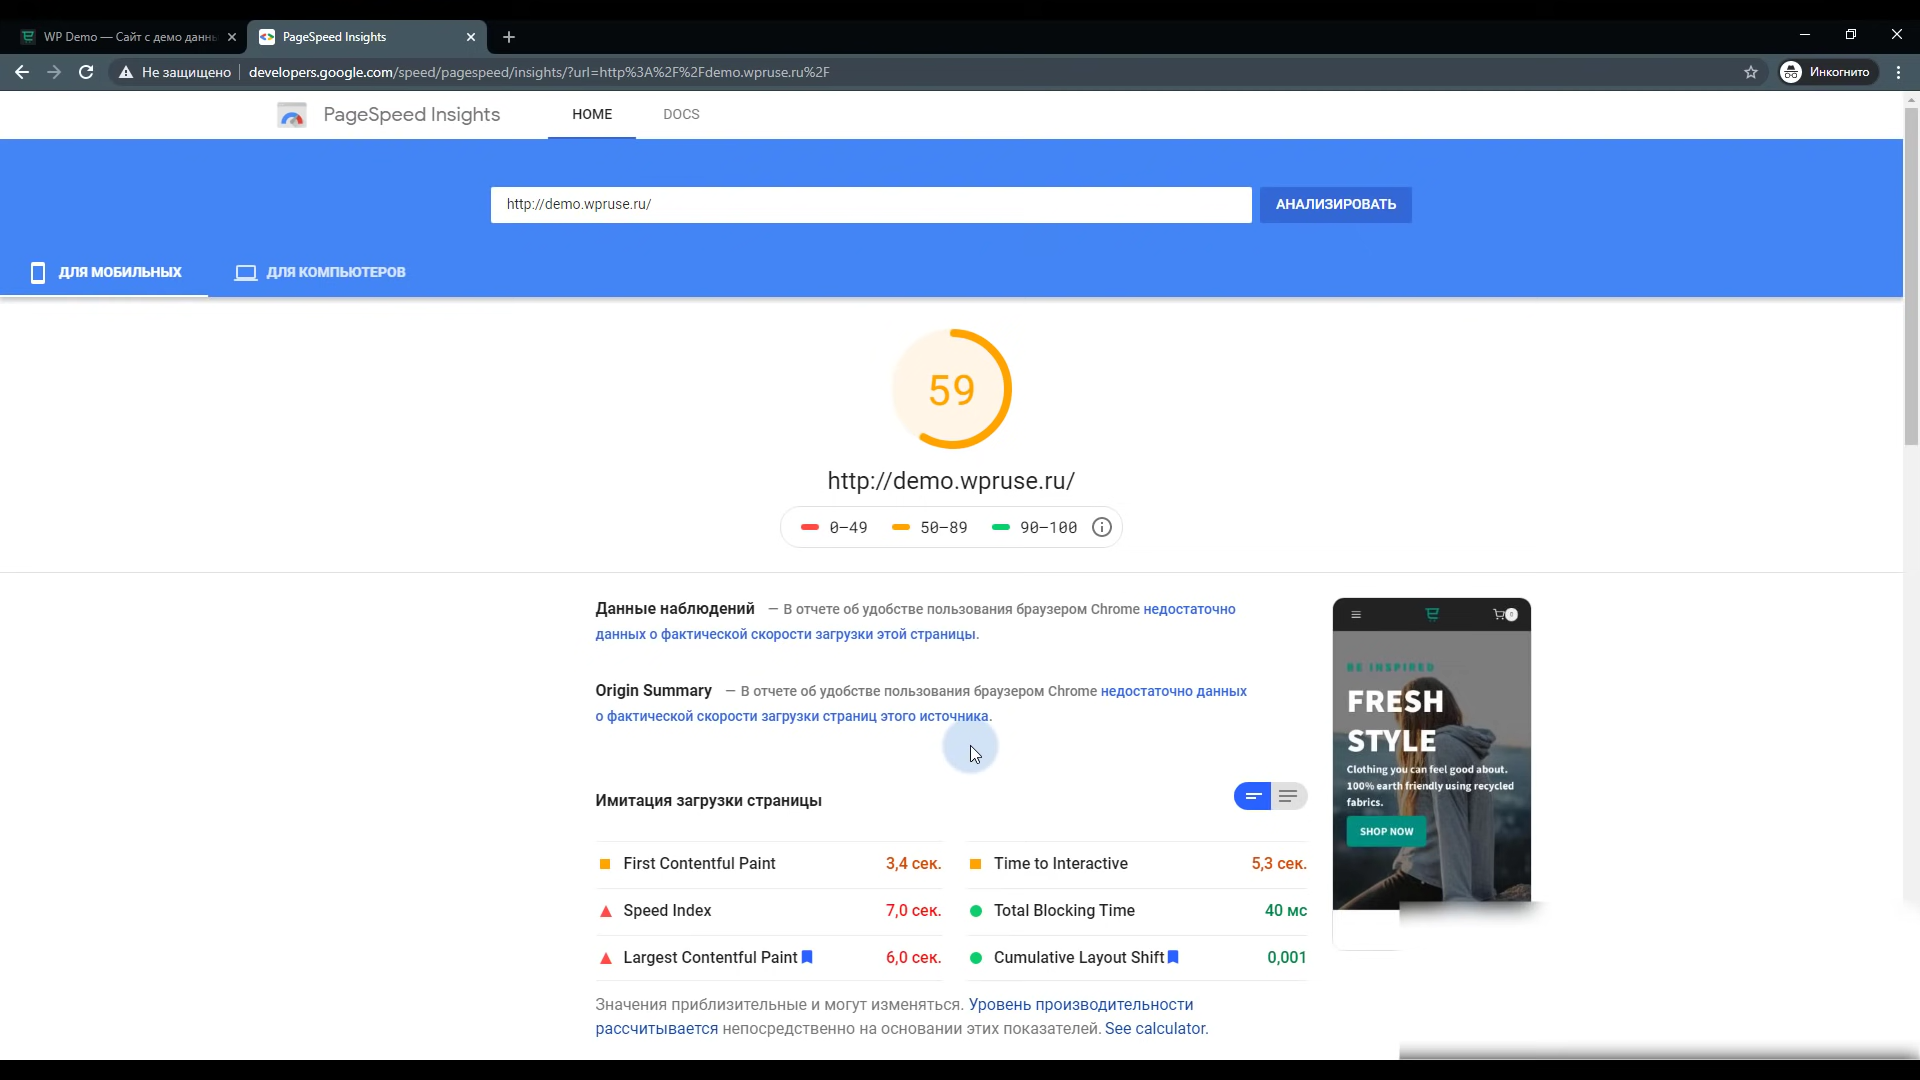 WP Demo — Сайт с демо данны
PageSpeed Insights
Не защищено
developers.google.com/speed/pagespeed/insights/?url=http%3A%2F%2Fdemo.wpruse.ru%2F
Инкогнито
PageSpeed Insights
HOME
DOCS
http://demo.wpruse.ru/
АНАЛИЗИРОВАТЬ
ДЛЯ МОБИЛЬНЫХ
ДЛЯ КОМПЬЮТЕРОВ
59
http://demo.wpruse.ru/
0–49
50–89
90–100
Данные наблюдений — В отчете об удобстве пользования браузером Chrome недостаточно
данных о фактической скорости загрузки этой страницы.
Origin Summary — В отчете об удобстве пользования браузером Chrome недостаточно данных
о фактической скорости загрузки страниц этого источника.
BE INSPIRED
FRESH
STYLE
Clothing you can feel good about.
100% earth friendly using recycled
fabrics.
SHOP NOW
Имитация загрузки страницы
First Contentful Paint 3,4 сек.
Time to Interactive 5,3 сек.
Speed Index 7,0 сек.
Total Blocking Time 40 мс
Largest Contentful Paint 6,0 сек.
Cumulative Layout Shift 0,001
Значения приблизительные и могут изменяться. Уровень производительности
рассчитывается непосредственно на основании этих показателей. See calculator.